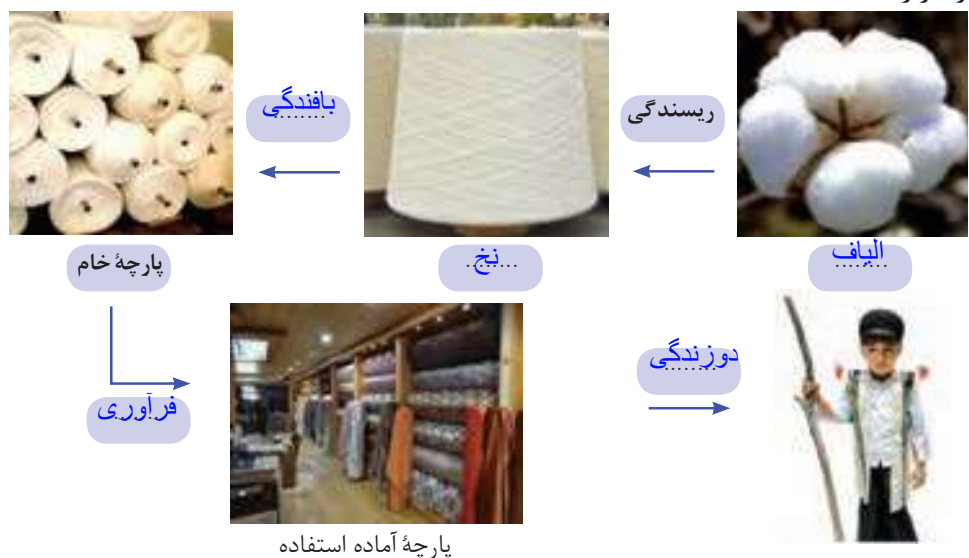 ریسندگی
بافندگی
........
الیاف
........
نخ
.....
پارچهٔ خام
دوزندگی
........
فرآوری
پارچهٔ آماده استفاده